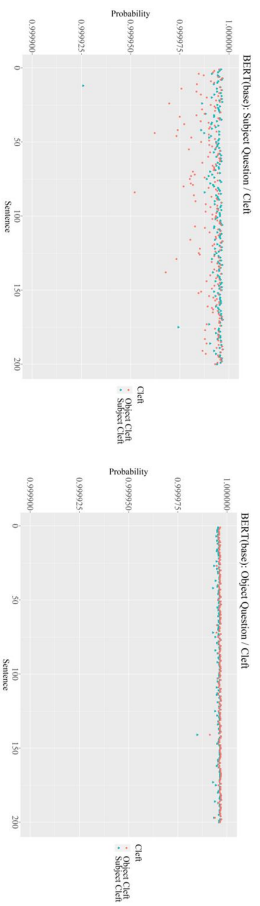 BERT(base): Subject Question / Cleft
Probability
1.000000
0.999975
0.999950
0.999925
0.999900
0
50
100
150
200
Sentence
Cleft
Object Cleft
Subject Cleft
BERT(base): Object Question / Cleft
Probability
1.000000
0.999975
0.999950
0.999925
0.999900
0
50
100
150
200
Sentence
Cleft
Object Cleft
Subject Cleft